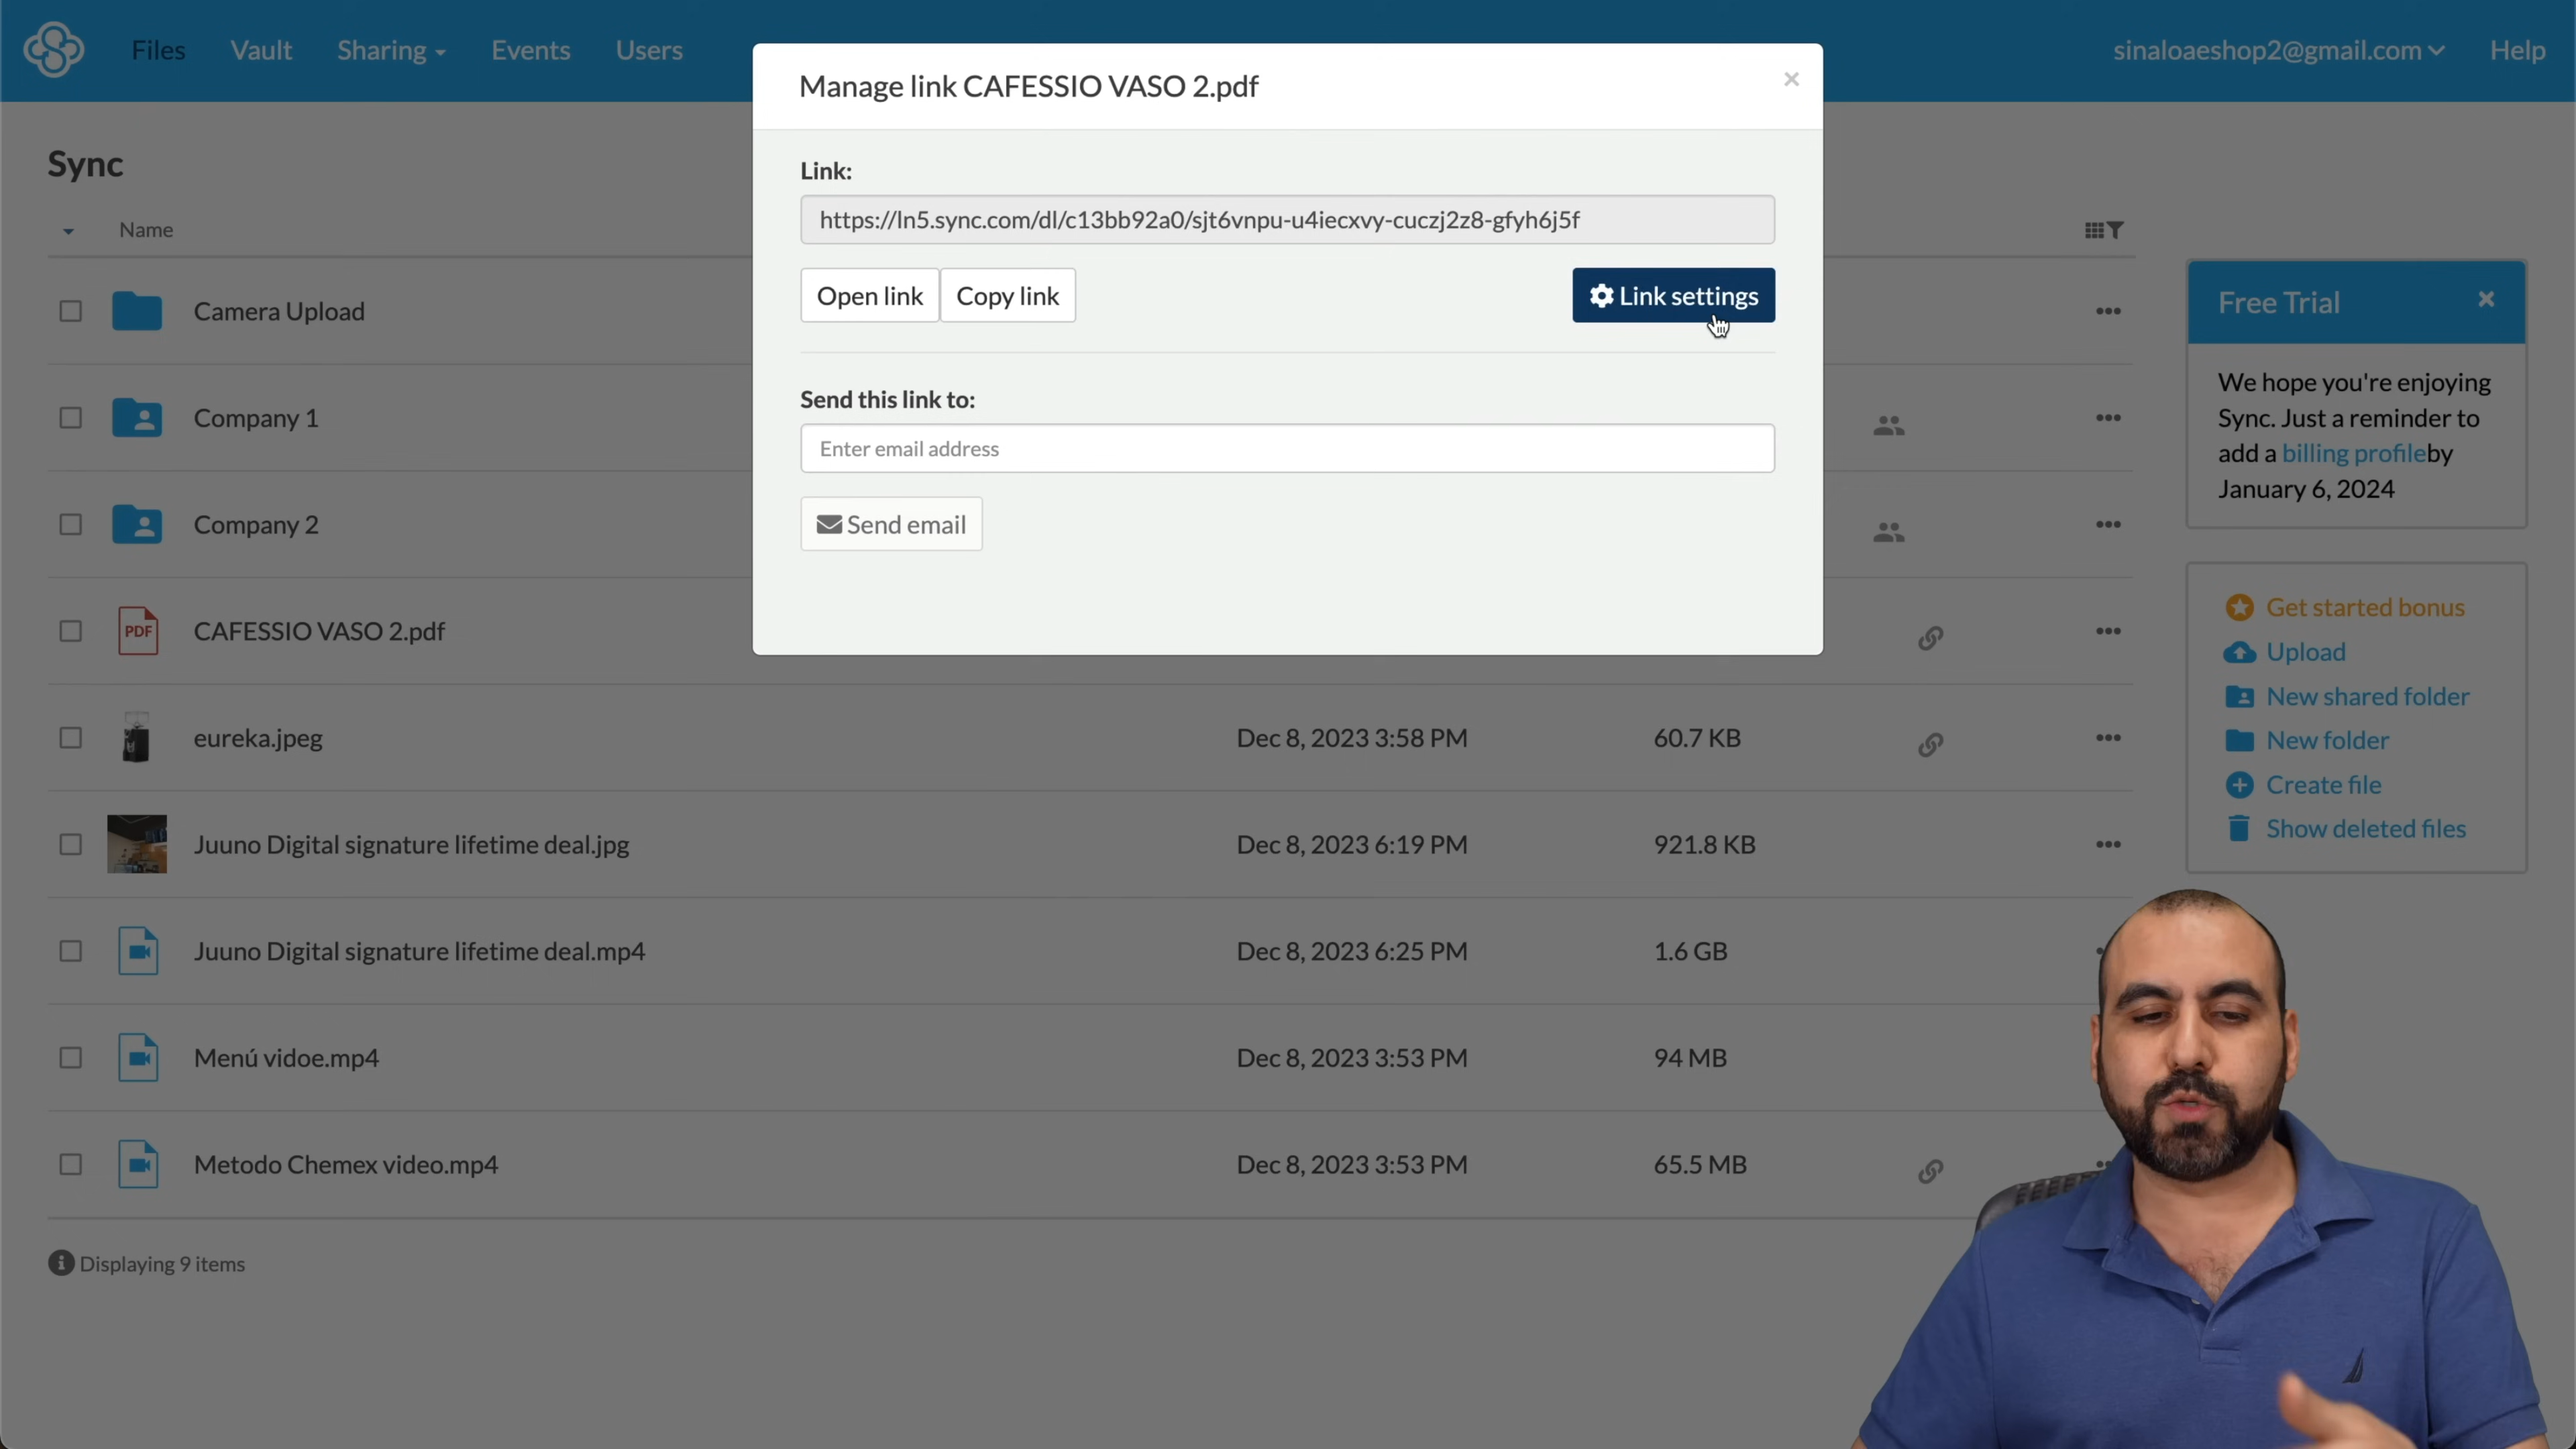 Files Vault Sharing Events Users sinaloaeshop2@gmail.com Help
Manage link CAFESSIO VASO 2.pdf ×
Link:
https://ln5.sync.com/dl/c13bb92a0/sjt6vnpu-u4iecxvy-cuczj2z8-gfyh6j5f
Open link Copy link Link settings
Send this link to:
Enter email address
Send email
Sync
Name
Camera Upload
Company 1
Company 2
PDF CAFESSIO VASO 2.pdf
eureka.jpeg Dec 8, 2023 3:58 PM 60.7 KB
Juuno Digital signature lifetime deal.jpg Dec 8, 2023 6:19 PM 921.8 KB
Juuno Digital signature lifetime deal.mp4 Dec 8, 2023 6:25 PM 1.6 GB
Menú vidoe.mp4 Dec 8, 2023 3:53 PM 94 MB
Metodo Chemex video.mp4 Dec 8, 2023 3:53 PM 65.5 MB
Displaying 9 items
Free Trial ×
We hope you're enjoying
Sync. Just a reminder to
add a billing profileby
January 6, 2024
Get started bonus
Upload
New shared folder
New folder
Create file
Show deleted files